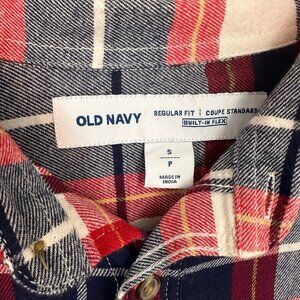 OLD NAVY
REGULAR FIT | COUPE STANDARD
BUILT-IN FLEX
S
P
MADE IN
INDIA